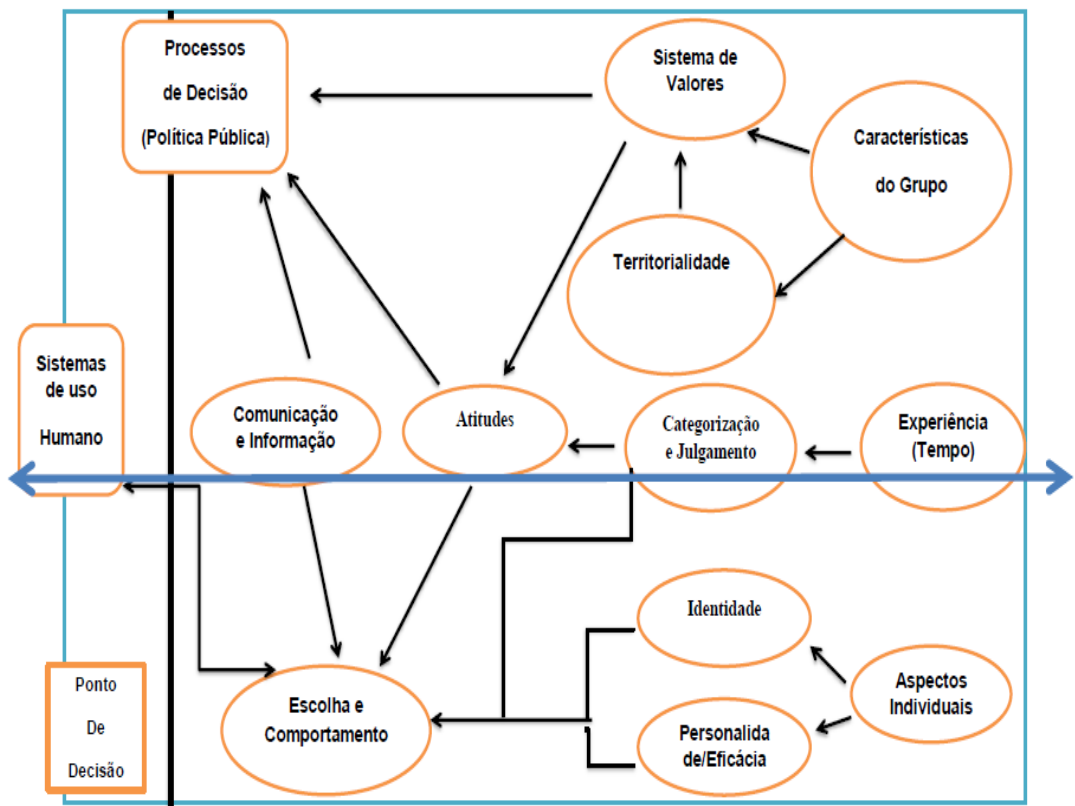 Processos
de Decisão
(Política Pública)
Sistema de
Valores
Características
do Grupo
Territorialidade
Sistemas
de uso
Humano
Comunicação
e Informação
Atitudes
Categorização
e Julgamento
Experiência
(Tempo)
Identidade
Aspectos
Individuais
Personalida
de/Eficácia
Escolha e
Comportamento
Ponto
De
Decisão